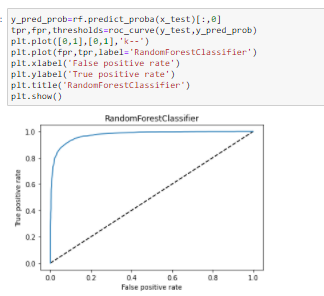 y_pred_prob=rf.predict_proba(x_test)[:,0]
tpr,fpr,thresholds=roc_curve(y_test,y_pred_prob)
plt.plot([0,1],[0,1],'k--')
plt.plot(fpr,tpr,label='RandomForestClassifier')
plt.xlabel('False positive rate')
plt.ylabel('True positive rate')
plt.title('RandomForestClassifier')
plt.show()
RandomForestClassifier
True positive rate
1.0
0.8
0.6
0.4
0.2
0.0
0.0 0.2 0.4 0.6 0.8 1.0
False positive rate